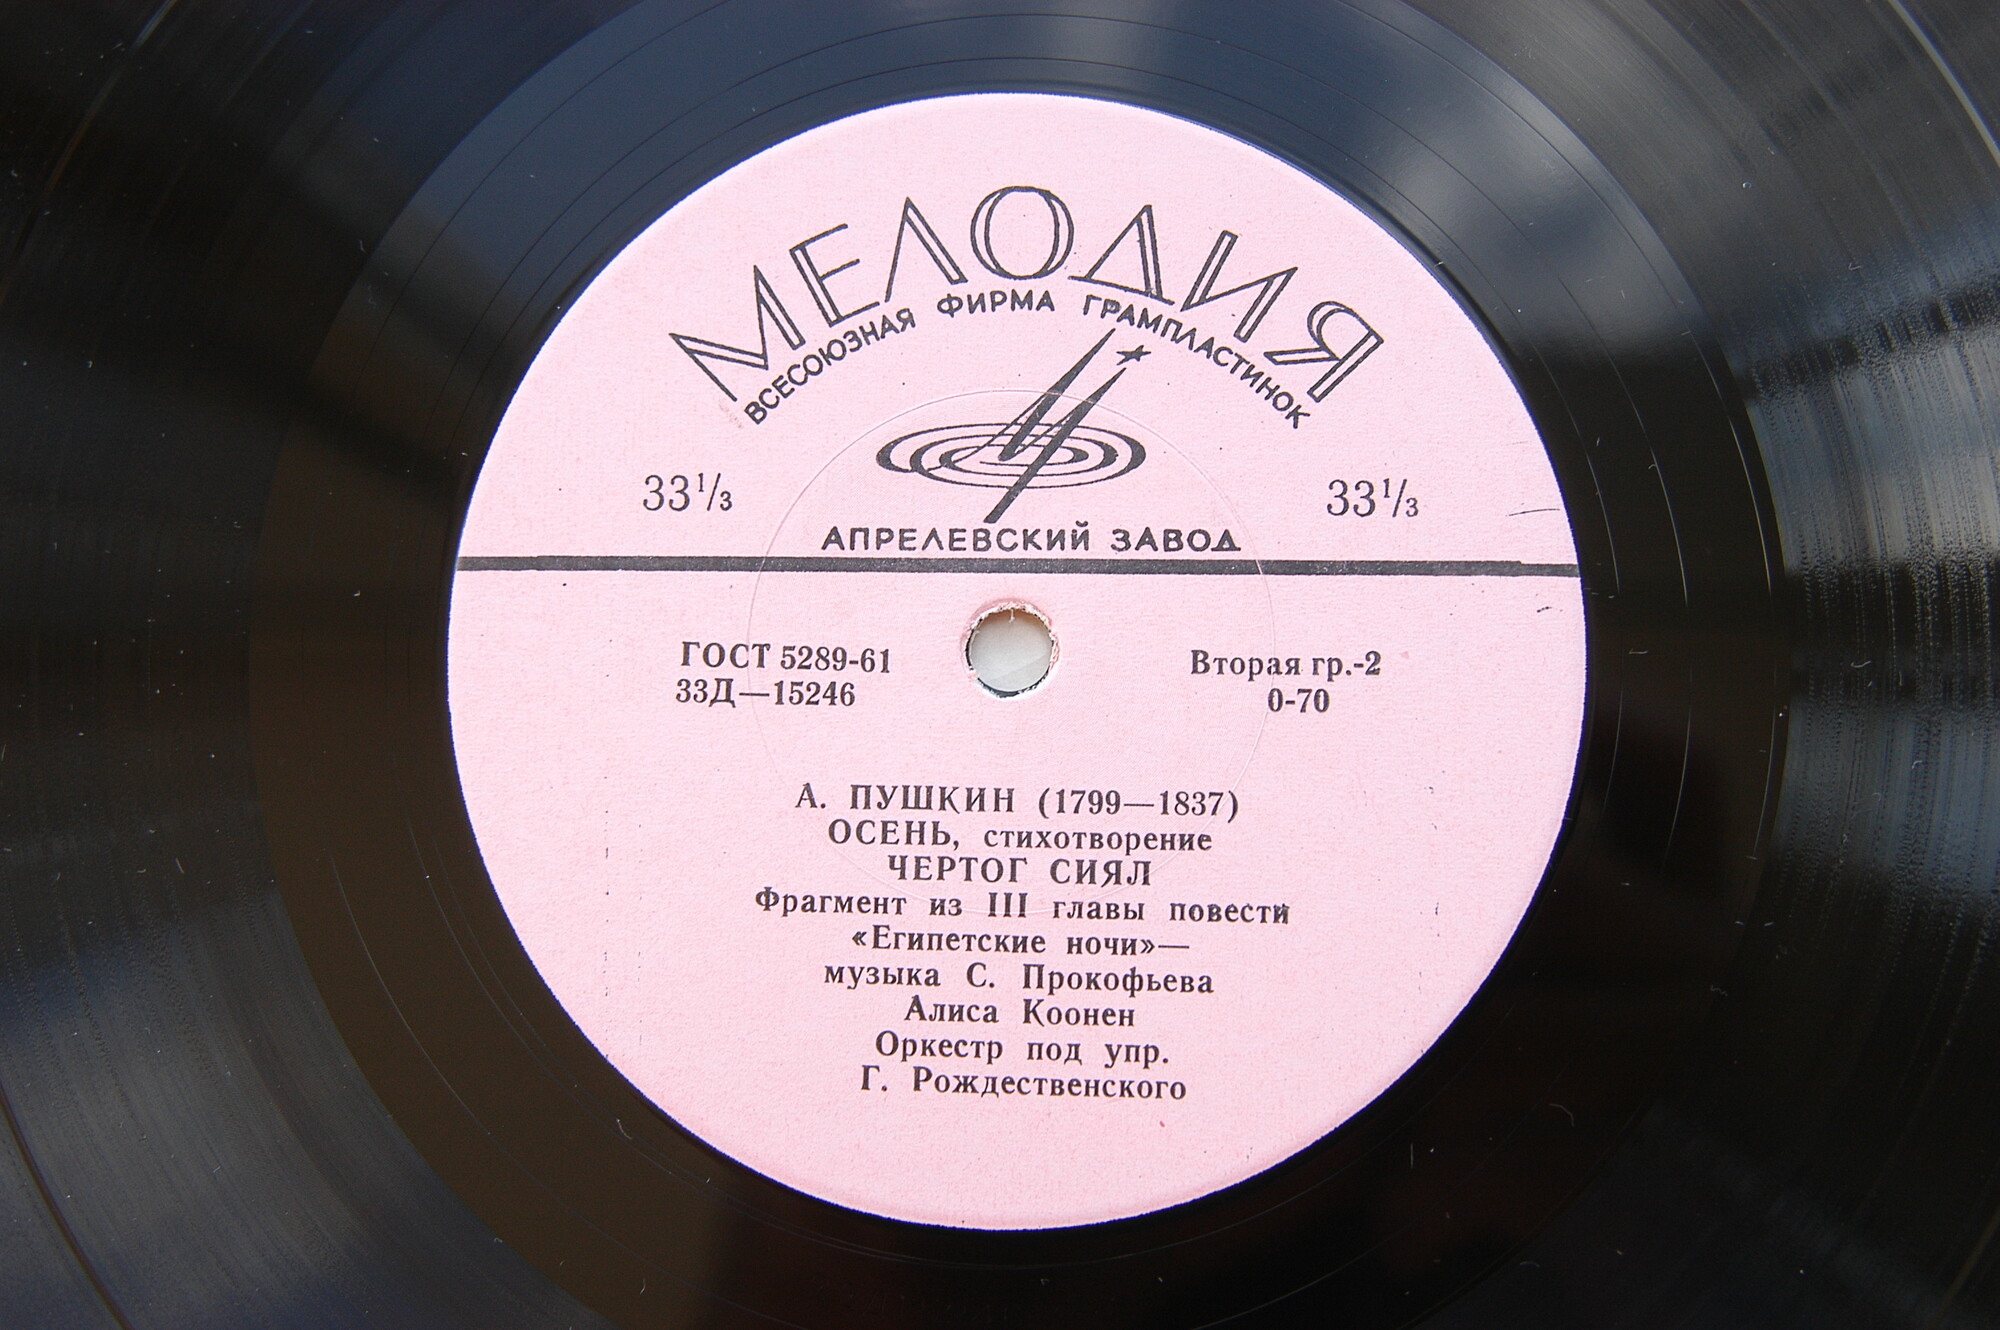 МЕЛОДИЯ
ВСЕСОЮЗНАЯ ФИРМА ГРАМПЛАСТИНОК
33 1/3
33 1/3
АПРЕЛЕВСКИЙ ЗАВОД
ГОСТ 5289-61
Вторая гр.-2
33Д—15246
0-70
А. ПУШКИН (1799—1837)
ОСЕНЬ, стихотворение
ЧЕРТОГ СИЯЛ
Фрагмент из III главы повести
«Египетские ночи»—
музыка С. Прокофьева
Алиса Коонен
Оркестр под упр.
Г. Рождественского